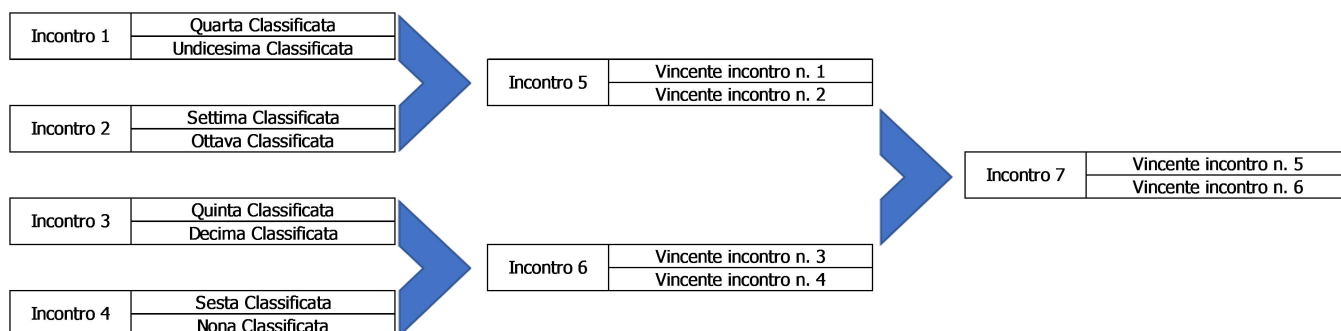 Incontro 1
Quarta Classificata
Undicesima Classificata
Incontro 2
Settima Classificata
Ottava Classificata
Incontro 3
Quinta Classificata
Decima Classificata
Incontro 4
Sesta Classificata
Nona Classificata
Incontro 5
Vincente incontro n. 1
Vincente incontro n. 2
Incontro 6
Vincente incontro n. 3
Vincente incontro n. 4
Incontro 7
Vincente incontro n. 5
Vincente incontro n. 6